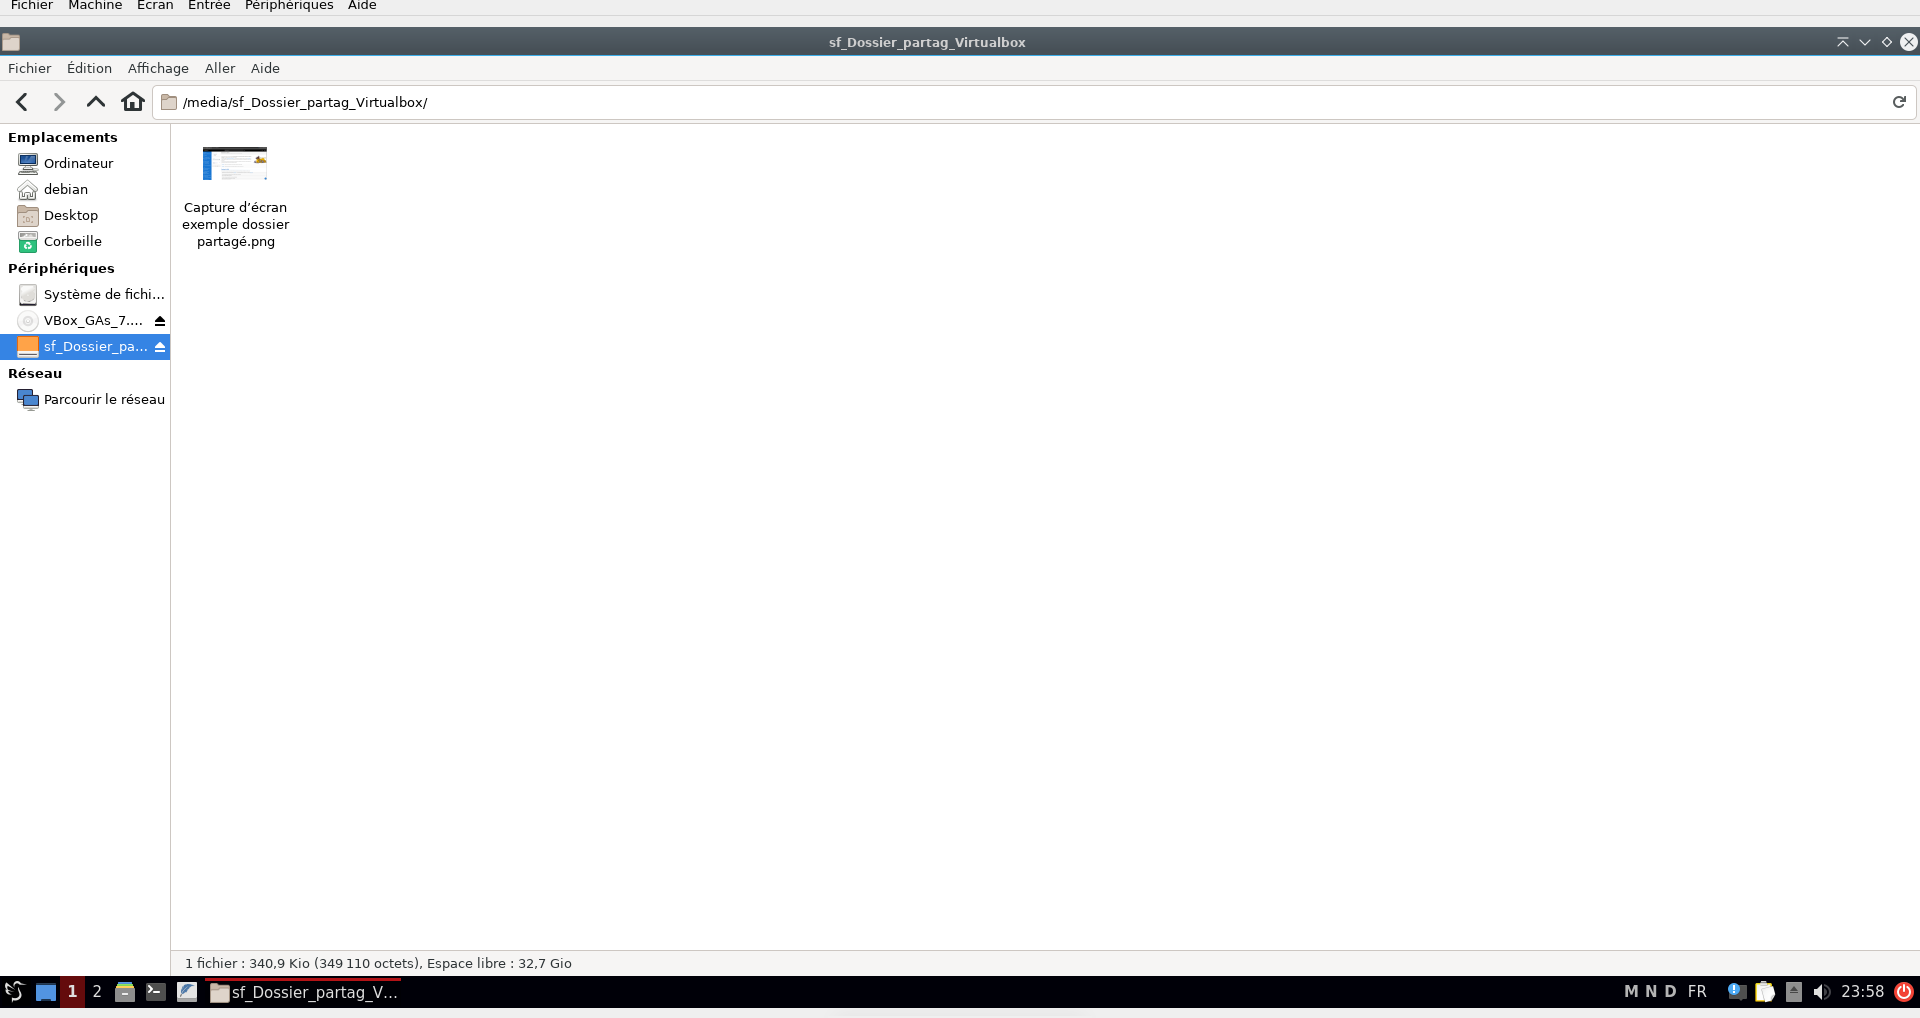 Fichier Machine Écran Entrée Périphériques Aide
sf_Dossier_partag_Virtualbox
Fichier Édition Affichage Aller Aide
/media/sf_Dossier_partag_Virtualbox/
Emplacements
Ordinateur
debian
Desktop
Corbeille
Périphériques
Système de fichi...
VBox_GAs_7....
sf_Dossier_pa...
Réseau
Parcourir le réseau
Capture d’écran
exemple dossier
partagé.png
1 fichier : 340,9 Kio (349 110 octets), Espace libre : 32,7 Gio
1 2 sf_Dossier_partag_V... M N D FR 23:58